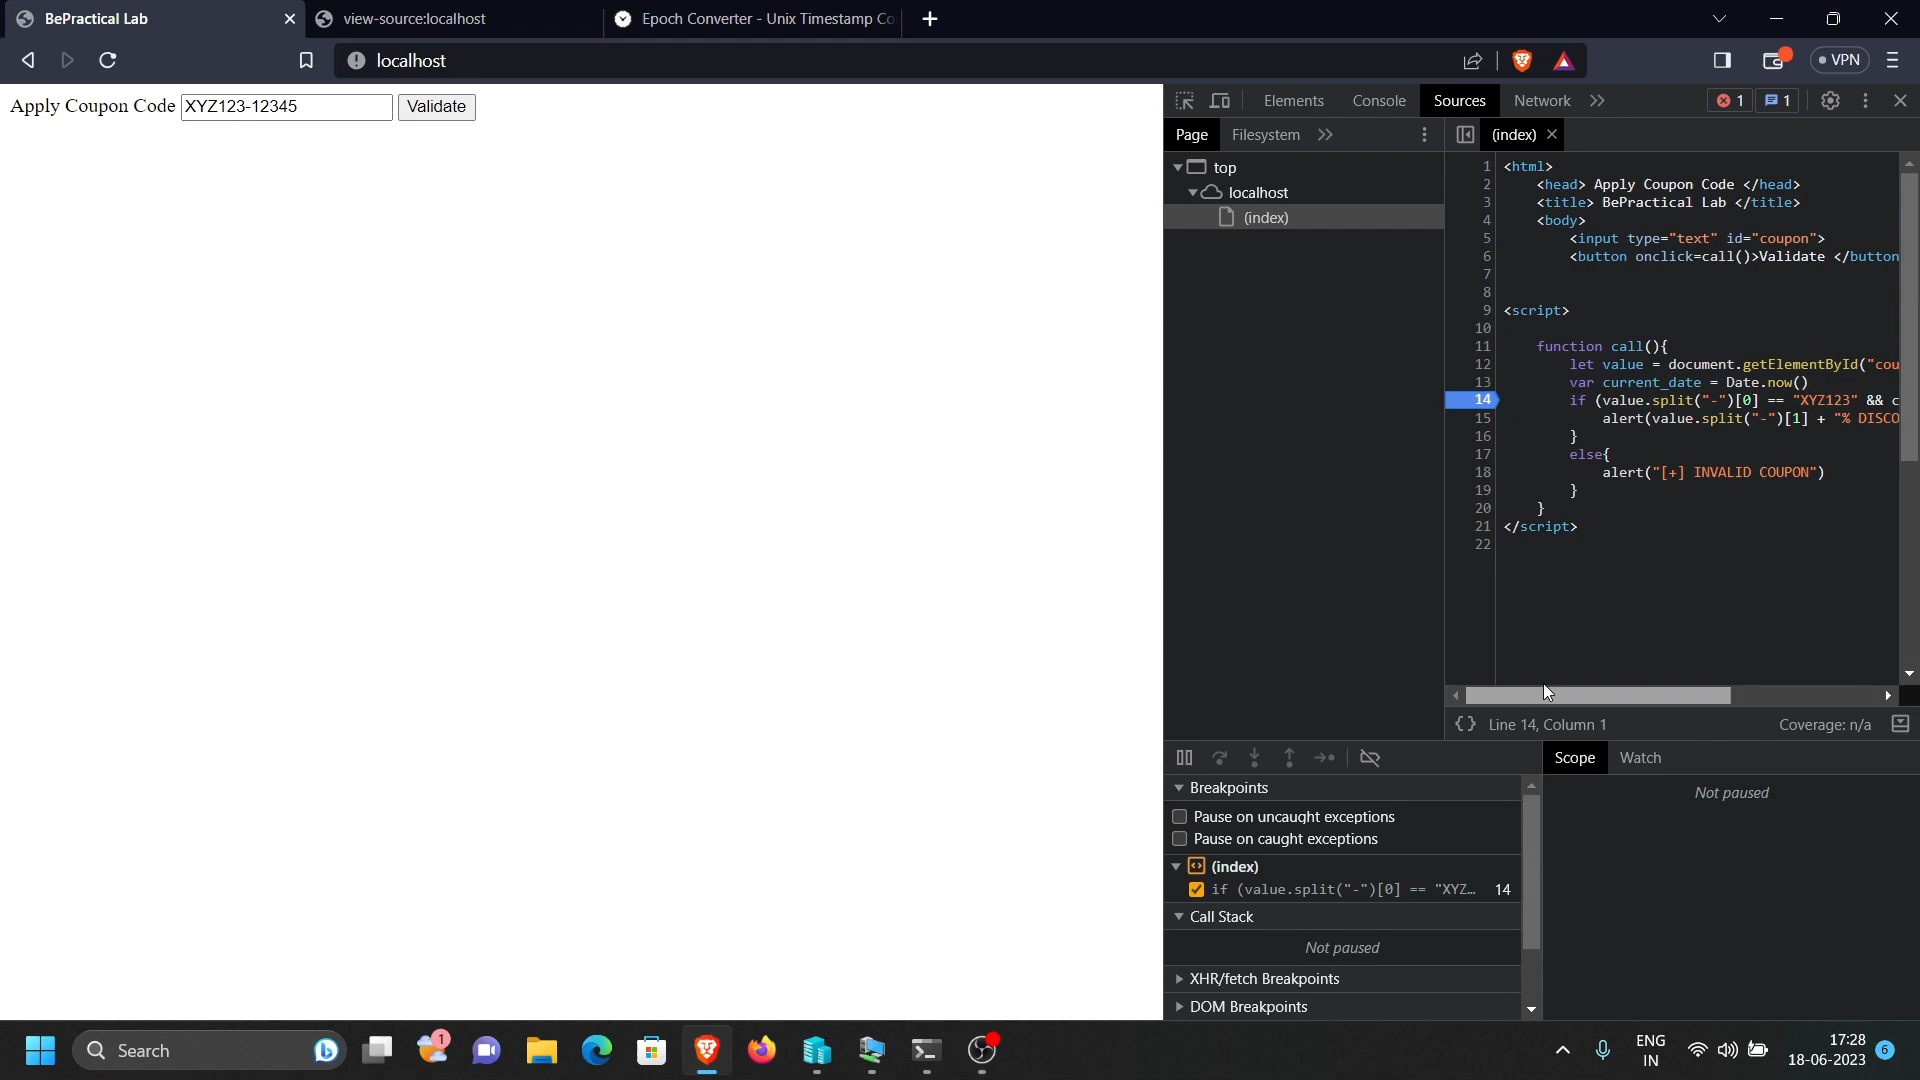 BePractical Lab
view-source:localhost
Epoch Converter - Unix Timestamp Co
localhost
VPN
Apply Coupon Code XYZ123-12345 Validate
Elements Console Sources Network 1 1
Page Filesystem (index)
top
localhost
(index)
1 <html>
2 <head> Apply Coupon Code </head>
3 <title> BePractical Lab </title>
4 <body>
5 <input type="text" id="coupon">
6 <button onclick=call()>Validate </button
7
8
9 <script>
10
11 function call(){
12 let value = document.getElementById("cou
13 var current_date = Date.now()
14 if (value.split("-")[0] == "XYZ123" && c
15 alert(value.split("-")[1] + "% DISCO
16 }
17 else{
18 alert("[+] INVALID COUPON")
19 }
20 }
21 </script>
22
{} Line 14, Column 1 Coverage: n/a
Scope Watch
Not paused
Breakpoints
Pause on uncaught exceptions
Pause on caught exceptions
(index)
if (value.split("-")[0] == "XYZ… 14
Call Stack
Not paused
XHR/fetch Breakpoints
DOM Breakpoints
Search
1
ENG
IN
17:28
18-06-2023
6